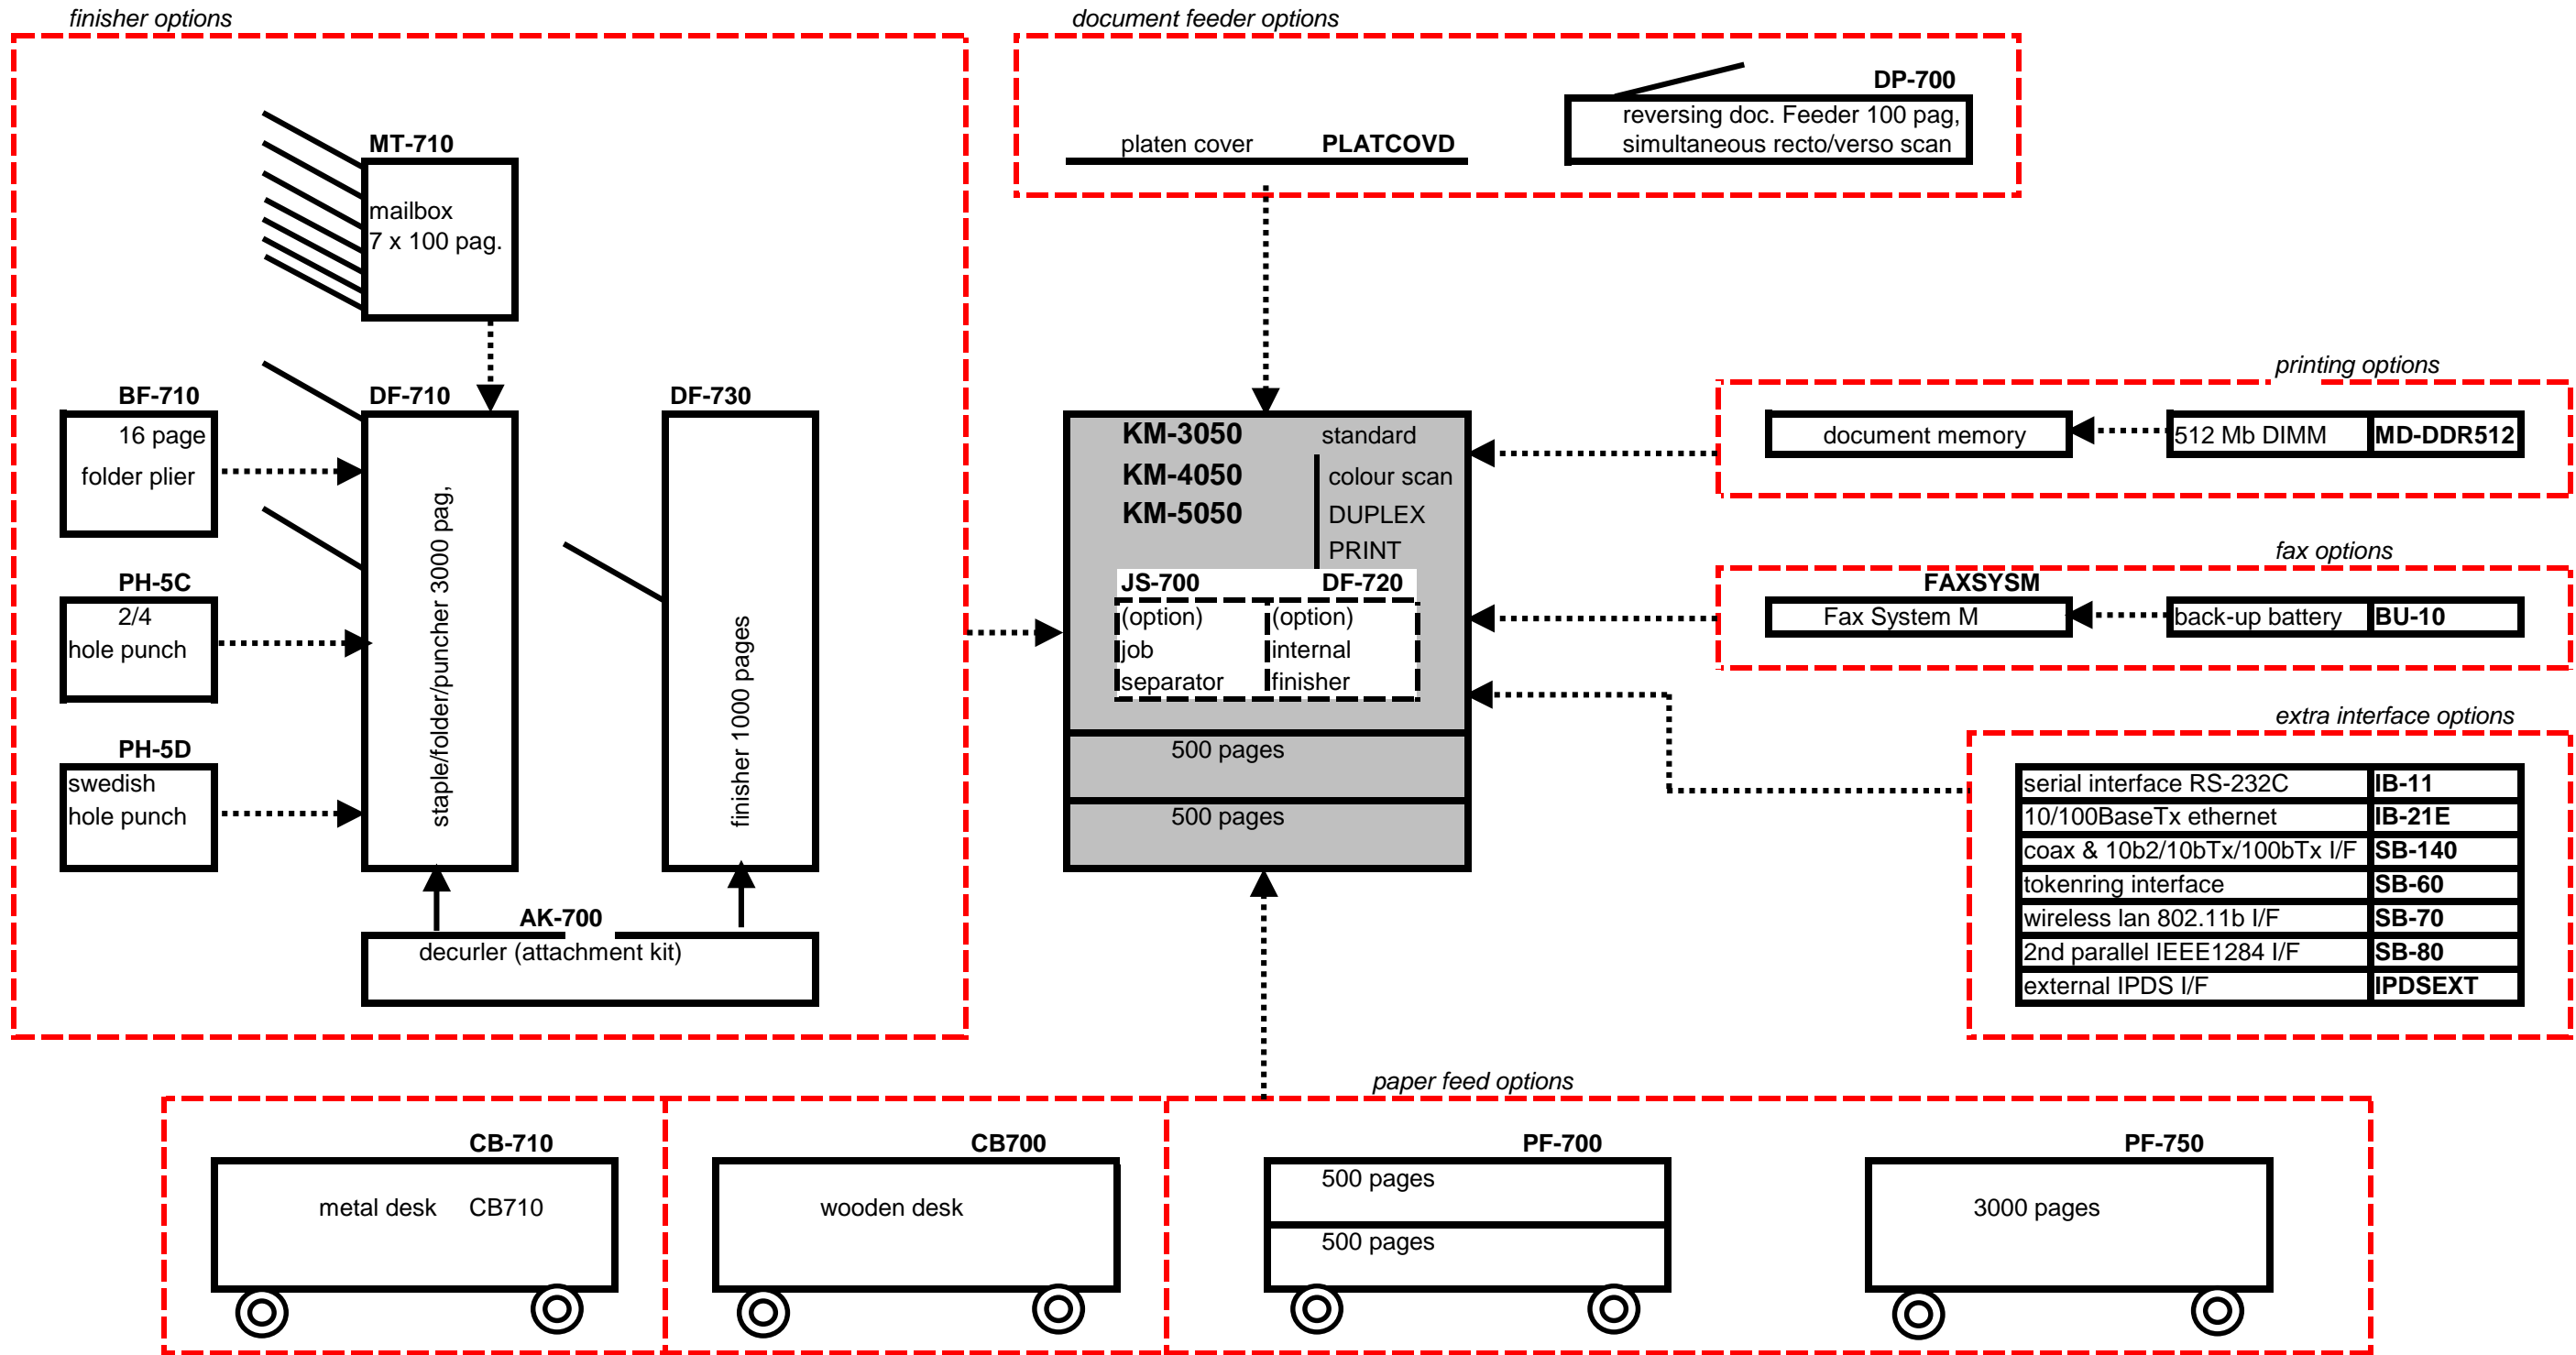 finisher options
MT-710
mailbox
7 x 100 pag.
BF-710
16 page
folder plier
PH-5C
2/4
hole punch
PH-5D
swedish
hole punch
DF-710
staple/folder/puncher 3000 pag,
DF-730
finisher 1000 pages
AK-700
decurler (attachment kit)
document feeder options
platen cover PLATCOVD
DP-700
reversing doc. Feeder 100 pag,
simultaneous recto/verso scan
KM-3050 standard
KM-4050 colour scan
KM-5050 DUPLEX
PRINT
JS-700 DF-720
(option) (option)
job internal
separator finisher
500 pages
500 pages
printing options
document memory 512 Mb DIMM MD-DDR512
fax options
FAXSYSM
Fax System M back-up battery BU-10
extra interface options
serial interface RS-232C IB-11
10/100BaseTx ethernet IB-21E
coax & 10b2/10bTx/100bTx I/F SB-140
tokenring interface SB-60
wireless lan 802.11b I/F SB-70
2nd parallel IEEE1284 I/F SB-80
external IPDS I/F IPDSEXT
paper feed options
CB-710
metal desk CB710
CB700
wooden desk
PF-700
500 pages
500 pages
PF-750
3000 pages